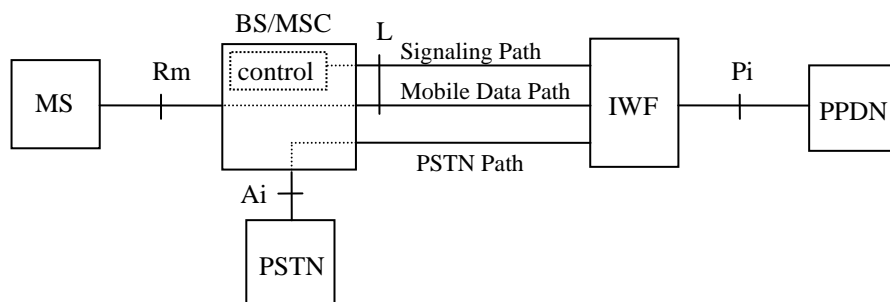 BS/MSC
L
Signaling Path
control
Rm
Pi
MS
Mobile Data Path
IWF
PPDN
PSTN Path
Ai
PSTN